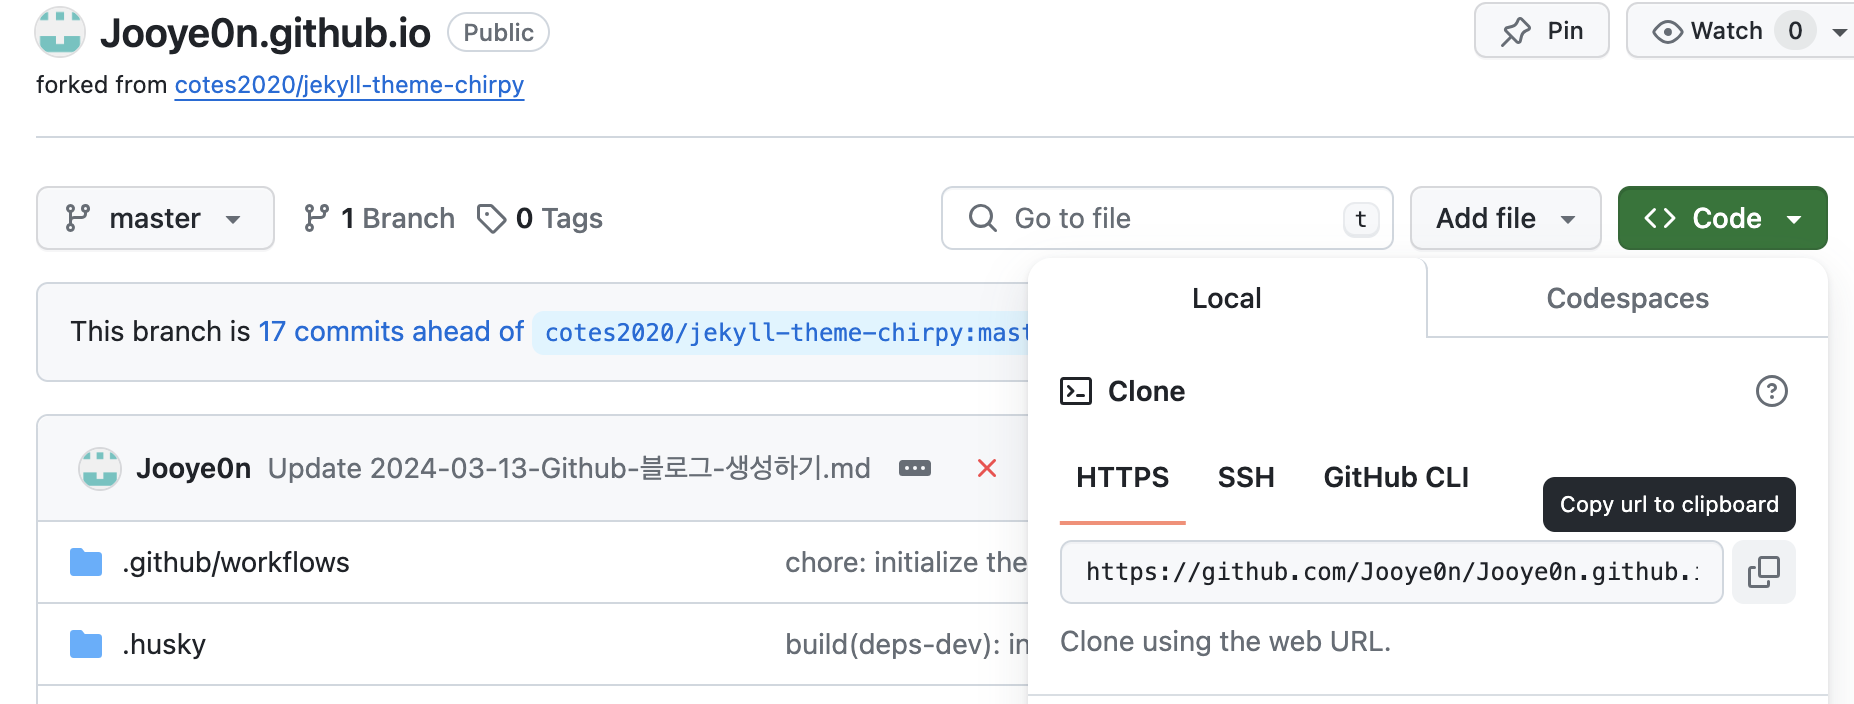 Jooye0n.github.io Public Pin Watch 0
forked from cotes2020/jekyll-theme-chirpy
master 1 Branch 0 Tags Go to file t Add file Code
This branch is 17 commits ahead of cotes2020/jekyll-theme-chirpy:mast
Jooye0n Update 2024-03-13-Github-블로그-생성하기.md
.github/workflows chore: initialize the
.husky build(deps-dev): in
Local Codespaces
Clone
HTTPS SSH GitHub CLI
Copy url to clipboard
https://github.com/Jooye0n/Jooye0n.github.i
Clone using the web URL.